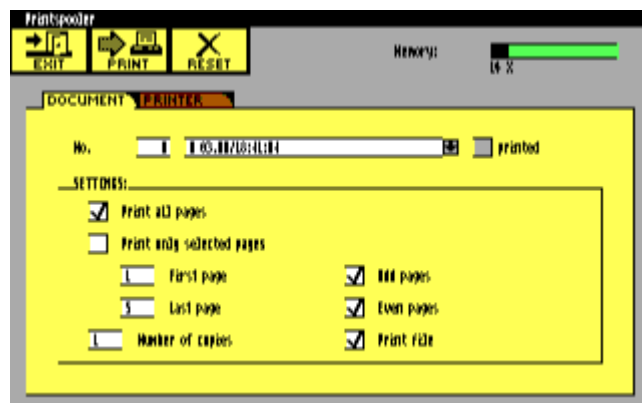 Printspooler
EXIT PRINT RESET
Memory:
DOCUMENT PRINTER
No. printed
SETTINGS:
Print all pages
Print only selected pages
1 First page Odd pages
5 Last page Even pages
1 Number of copies Print file